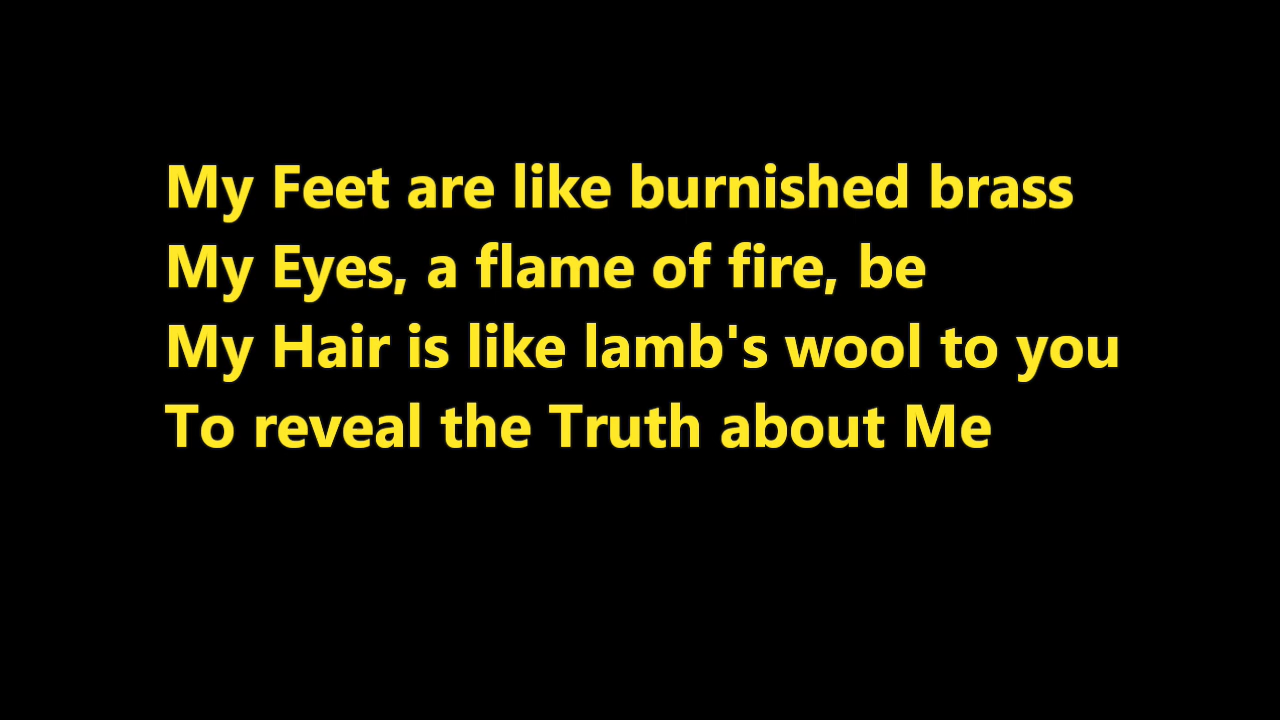 My Feet are like burnished brass
My Eyes, a flame of fire, be
My Hair is like lamb's wool to you
To reveal the Truth about Me